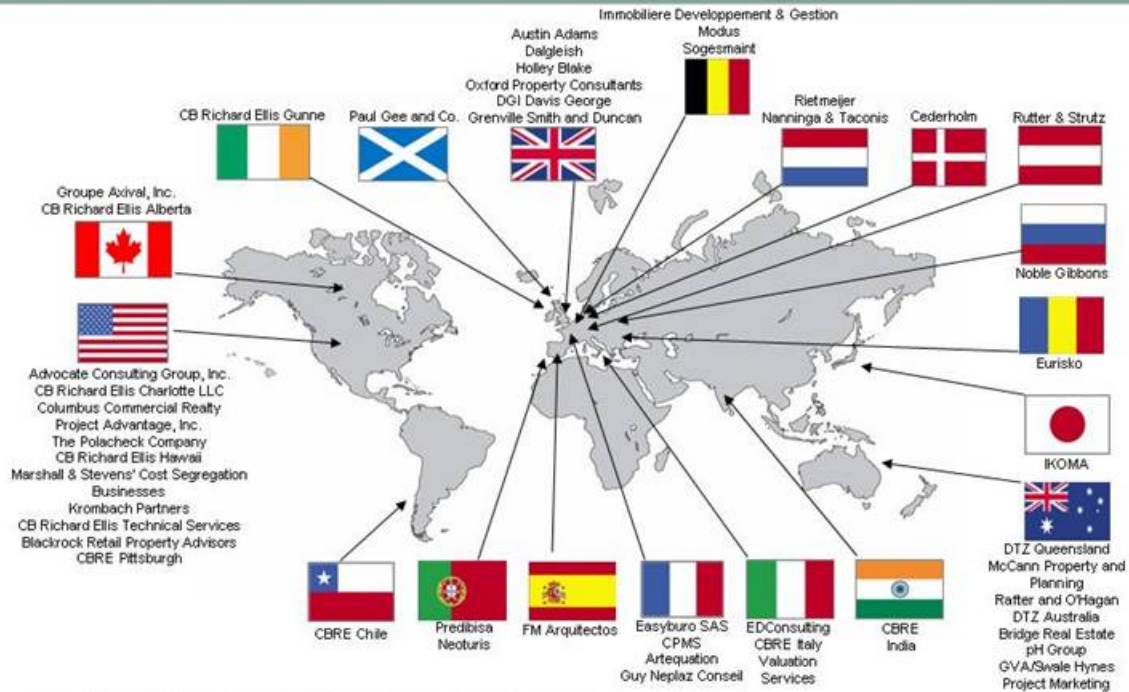 Immobiliere Developpement & Gestion
Modus
Sogesmaint
Austin Adams
Dalgleish
Holley Blake
Oxford Property Consultants
DGI Davis George
Grenville Smith and Duncan
CB Richard Ellis Gunne
Paul Gee and Co.
Rietmeijer
Nanninga & Taconis
Cederholm
Rutter & Strutz
Groupe Axival, Inc.
CB Richard Ellis Alberta
Noble Gibbons
Eurisko
Advocate Consulting Group, Inc.
CB Richard Ellis Charlotte LLC
Columbus Commercial Realty
Project Advantage, Inc.
The Polacheck Company
CB Richard Ellis Hawaii
Marshall & Stevens' Cost Segregation
Businesses
Krombach Partners
CB Richard Ellis Technical Services
Blackrock Retail Property Advisors
CBRE Pittsburgh
IKOMA
CBRE Chile
Predibisa
Neoturis
FM Arquitectos
Easyburo SAS
CPMS
Artequation
Guy Neplaz Conseil
EDConsulting
CBRE Italy
Valuation
Services
CBRE
India
DTZ Queensland
McCann Property and
Planning
Ratter and O'Hagan
DTZ Australia
Bridge Real Estate
pH Group
GVA/Swale Hynes
Project Marketing